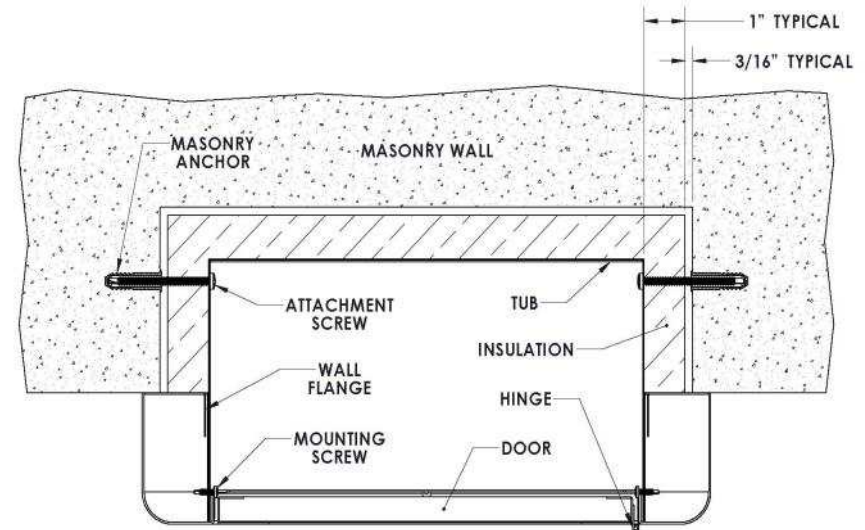 1” TYPICAL
3/16” TYPICAL
MASONRY
ANCHOR
MASONRY WALL
ATTACHMENT
SCREW
TUB
INSULATION
WALL
FLANGE
HINGE
MOUNTING
SCREW
DOOR